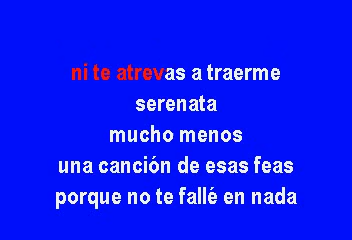 ni te atrevas a traerme
serenata
mucho menos
una canción de esas feas
porque no te fallé en nada